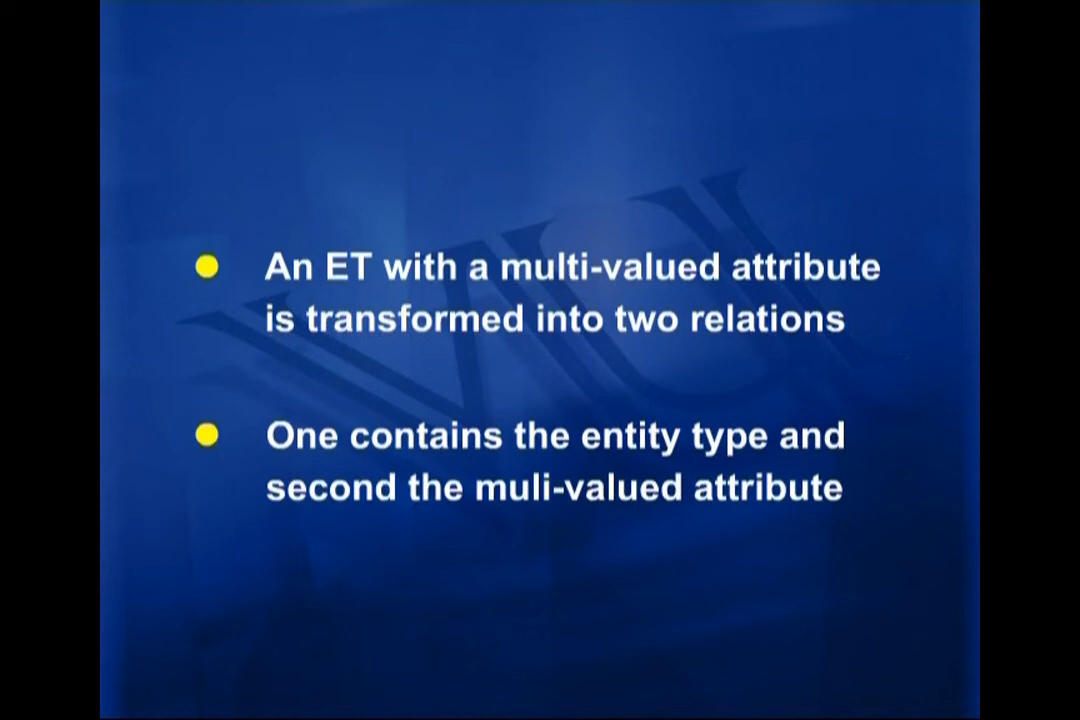 An ET with a multi-valued attribute
is transformed into two relations
One contains the entity type and
second the muli-valued attribute
VU